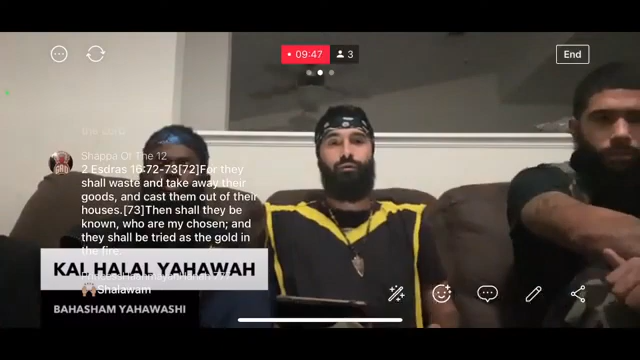 09:47
3
End
the Lord
Shappa Of The 12
2 Esdras 16:72-73[72]For they
shall waste and take away their
goods, and cast them out of their
houses.[73]Then shall they be
known, who are my chosen; and
they shall be tried as the gold in
the fire.
KAL HALAL YAHAWAH
🙌🏼Shalawam
BAHASHAM YAHAWASHI